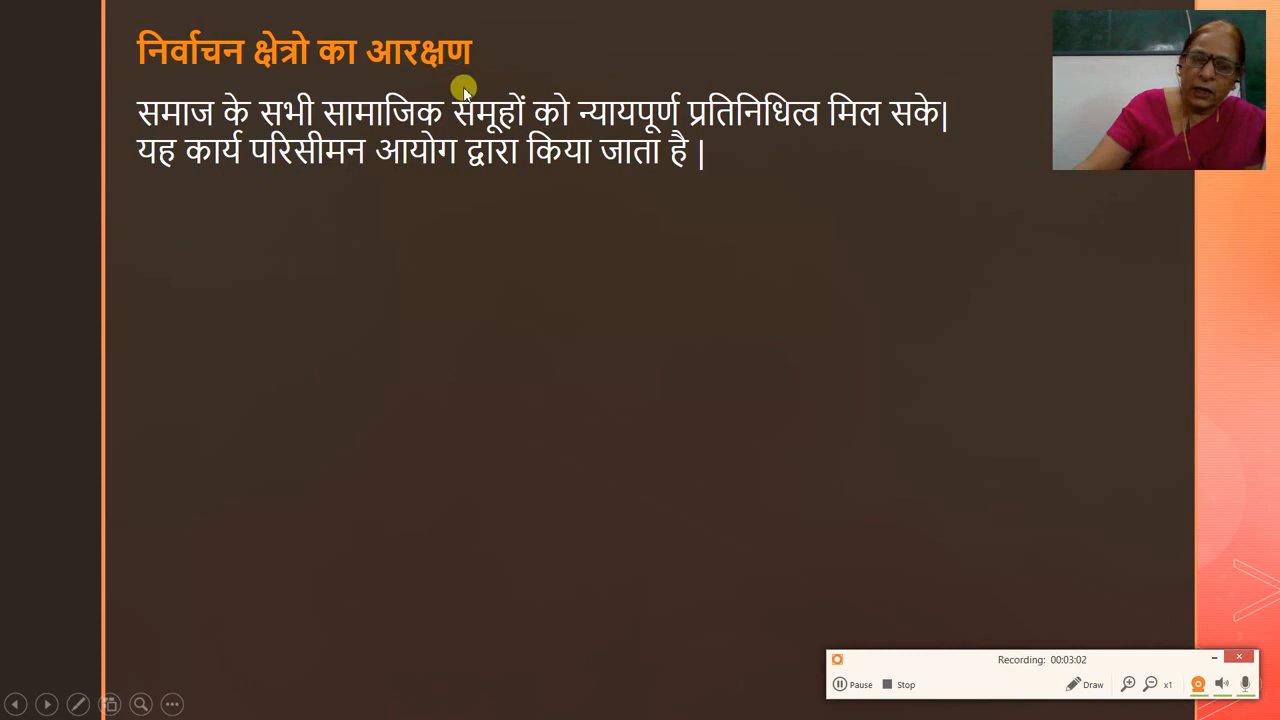 निर्वाचन क्षेत्रो का आरक्षण
समाज के सभी सामाजिक समूहों को न्यायपूर्ण प्रतिनिधित्व मिल सके|
यह कार्य परिसीमन आयोग द्वारा किया जाता है |
Recording: 00:03:02
Pause Stop Draw x1